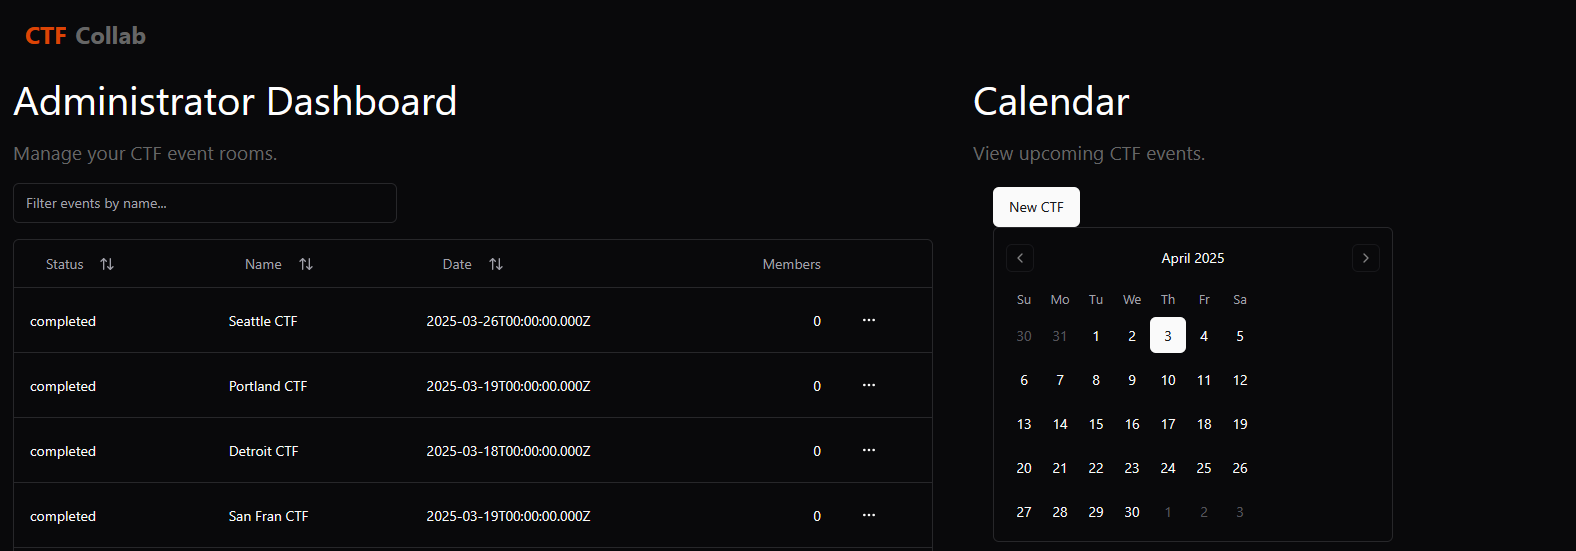 CTF Collab
Administrator Dashboard
Manage your CTF event rooms.
Filter events by name...
Status Name Date Members
completed Seattle CTF 2025-03-26T00:00:00.000Z 0 ...
completed Portland CTF 2025-03-19T00:00:00.000Z 0 ...
completed Detroit CTF 2025-03-18T00:00:00.000Z 0 ...
completed San Fran CTF 2025-03-19T00:00:00.000Z 0 ...
Calendar
View upcoming CTF events.
New CTF
April 2025
Su Mo Tu We Th Fr Sa
30 31 1 2 3 4 5
6 7 8 9 10 11 12
13 14 15 16 17 18 19
20 21 22 23 24 25 26
27 28 29 30 1 2 3